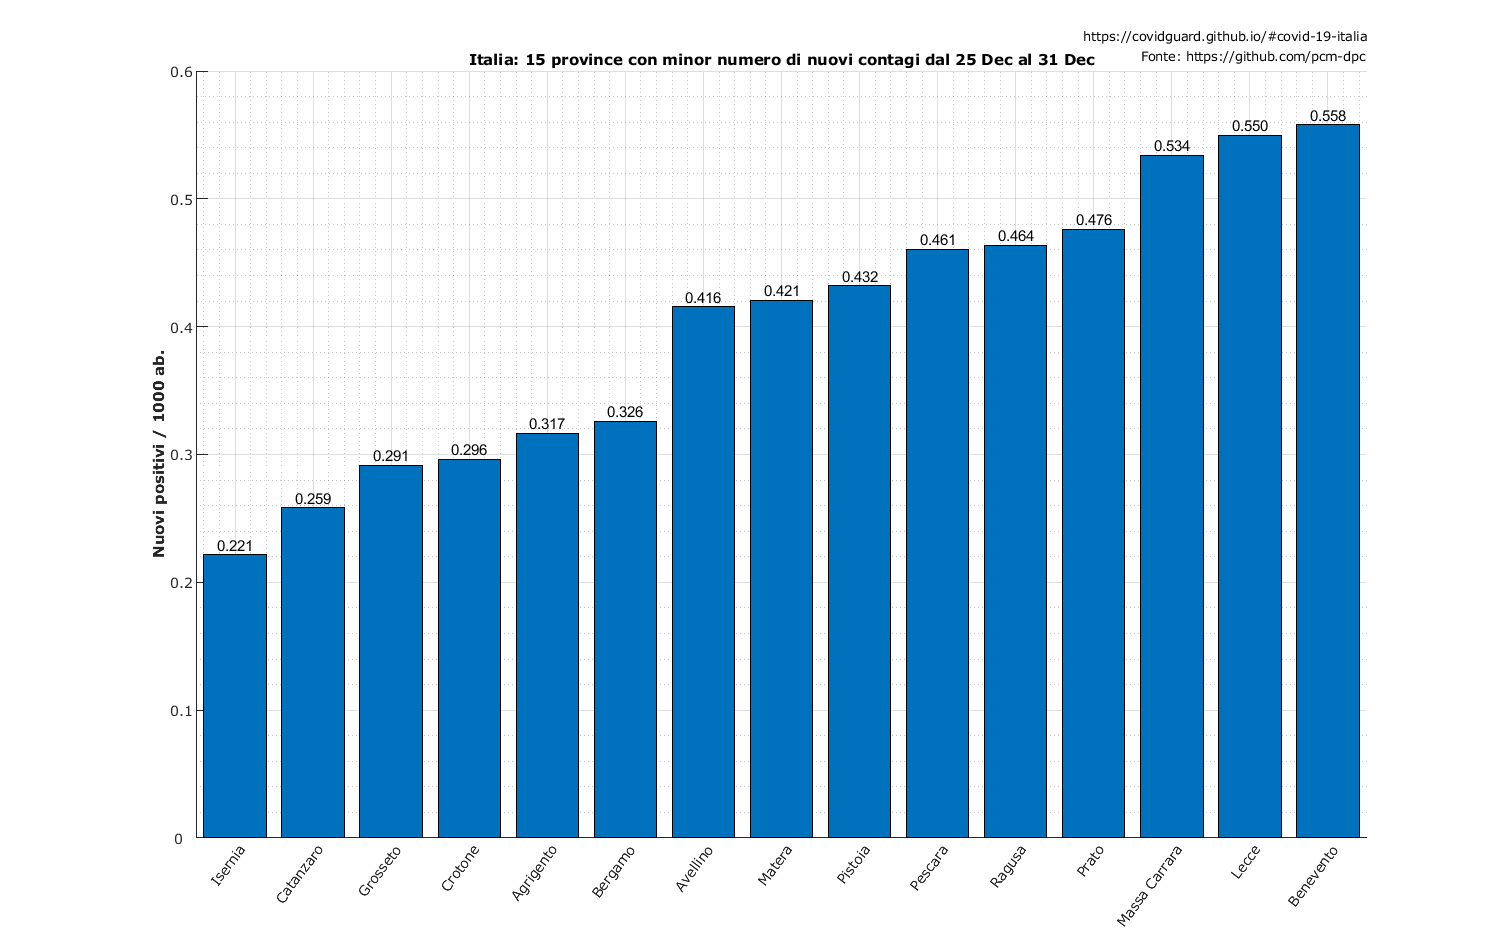 https://covidguard.github.io/#covid-19-italia
Italia: 15 province con minor numero di nuovi contagi dal 25 Dec al 31 Dec
Fonte: https://github.com/pcm-dpc
Nuovi positivi / 1000 ab.
0.6
0.5
0.4
0.3
0.2
0.1
0
0.221
0.259
0.291
0.296
0.317
0.326
0.416
0.421
0.432
0.461
0.464
0.476
0.534
0.550
0.558
Isernia
Catanzaro
Grosseto
Crotone
Agrigento
Bergamo
Avellino
Matera
Pistoia
Pescara
Ragusa
Prato
Massa Carrara
Lecce
Benevento